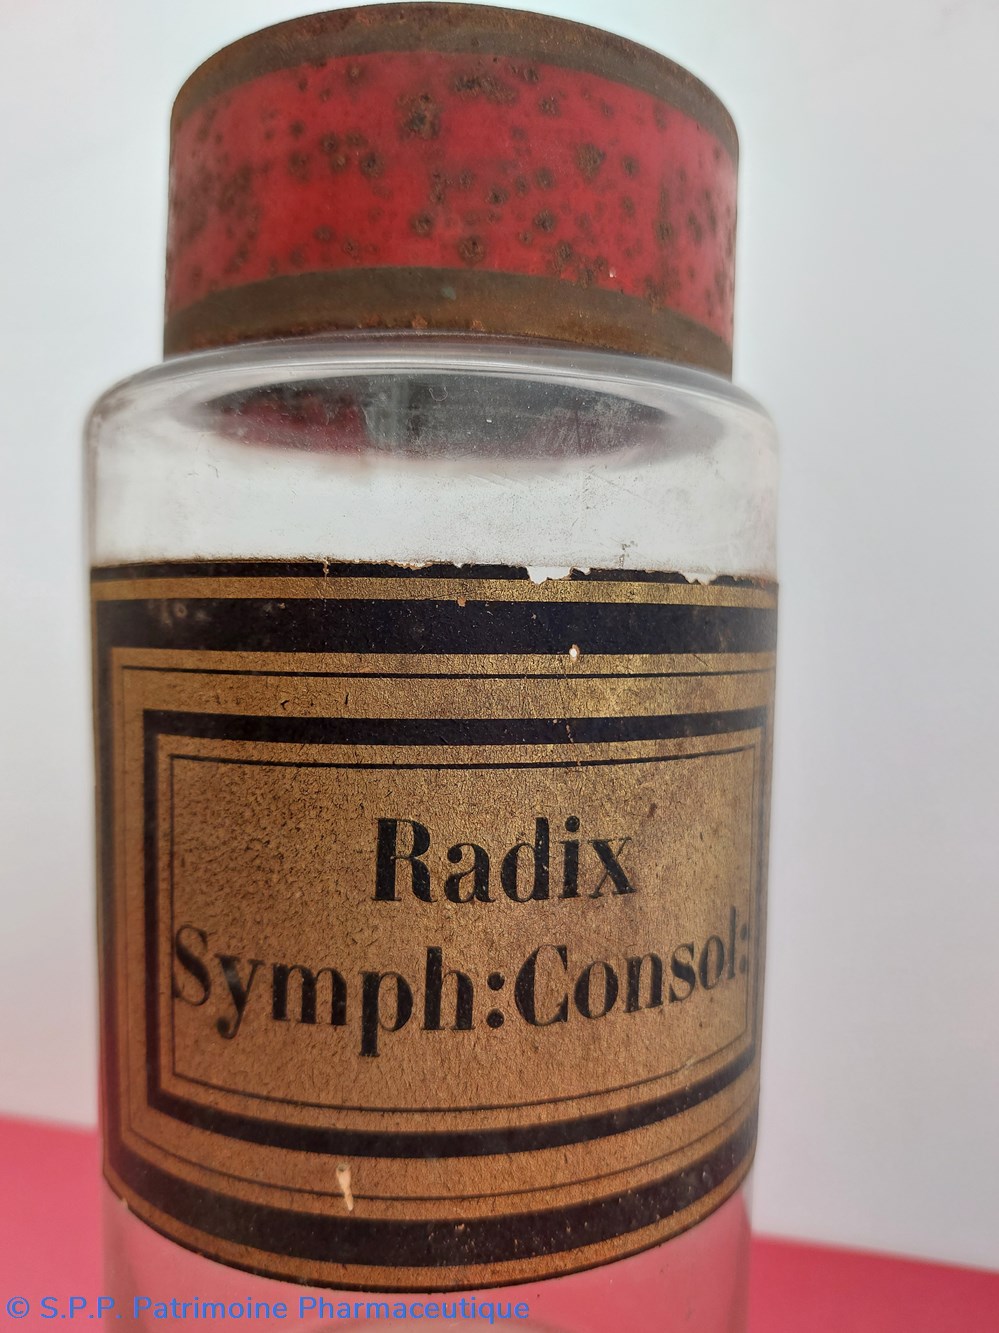 Radix
Symph:Consol:
© S.P.P. Patrimoine Pharmaceutique